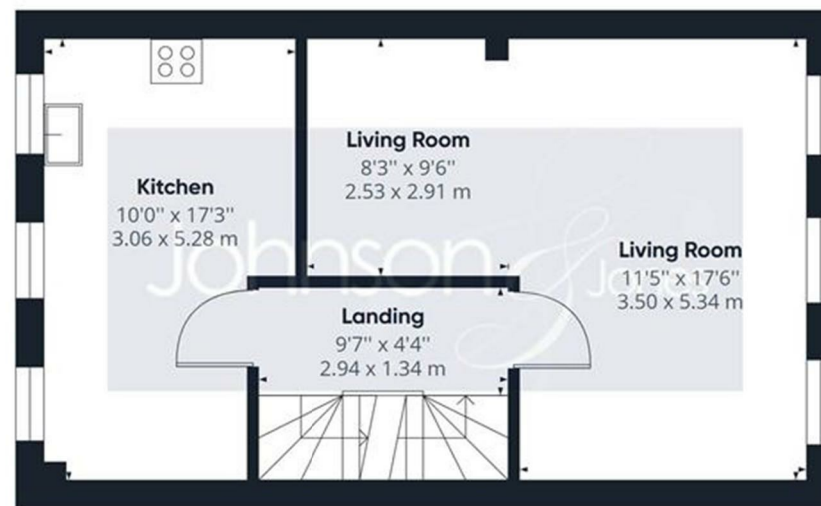 Living Room
8'3" x 9'6"
2.53 x 2.91 m
Kitchen
10'0" x 17'3"
3.06 x 5.28 m
Living Room
11'5" x 17'6"
3.50 x 5.34 m
Johnson
Landing
9'7" x 4'4"
2.94 x 1.34 m